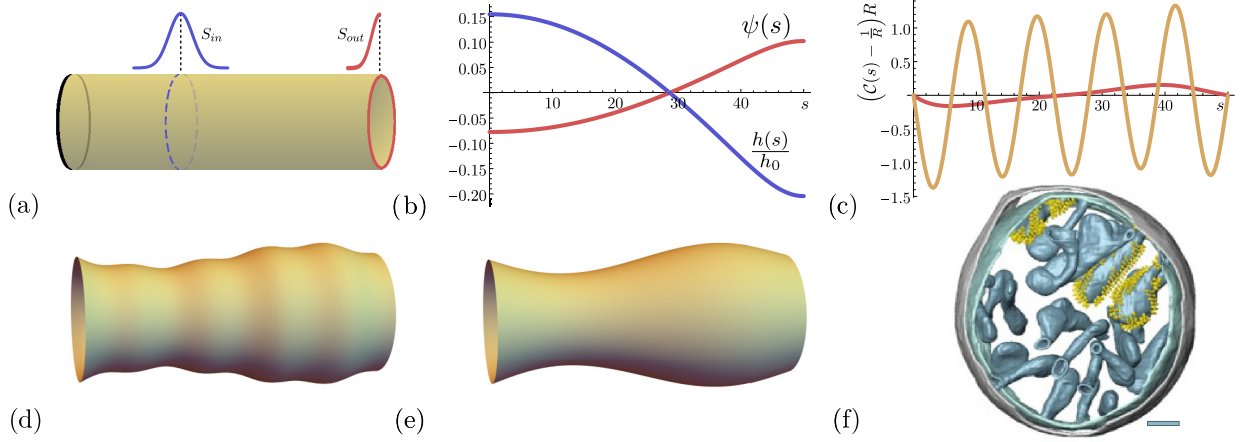 S_in
S_out
(a)
0.15
0.10
0.05
-0.05
-0.10
-0.15
-0.20
10 20 30 40 s
ψ(s)
h(s)/h_0
(b)
1.0
0.5
-0.5
-1.0
-1.5
10 20 30 40 s
(C(s) − 1/R) R
(c)
(d)
(e)
(f)